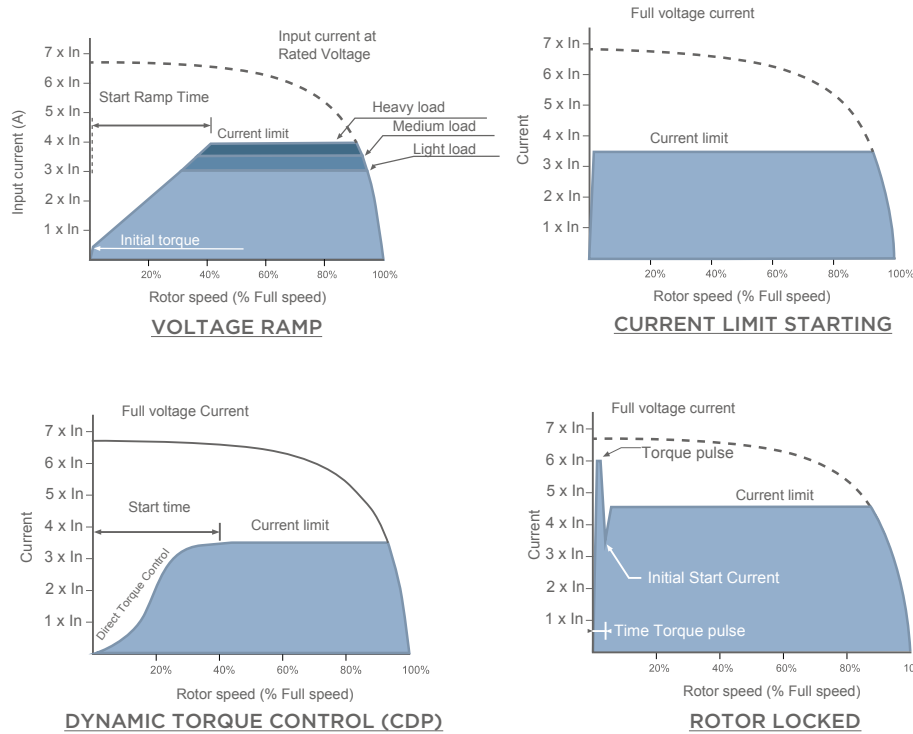 Input current at
Rated Voltage
7 x In
6 x In
5 x In
4 x In
3 x In
2 x In
1 x In
Input current (A)
Start Ramp Time
Current limit
Heavy load
Medium load
Light load
Initial torque
20%
40%
60%
80%
100%
Rotor speed (% Full speed)
VOLTAGE RAMP
Full voltage current
7 x In
6 x In
5 x In
4 x In
3 x In
2 x In
1 x In
Current
Current limit
20%
40%
60%
80%
100%
Rotor speed (% Full speed)
CURRENT LIMIT STARTING
Full voltage Current
7 x In
6 x In
5 x In
4 x In
3 x In
2 x In
1 x In
Current
Start time
Current limit
Direct Torque Control
20%
40%
60%
80%
100%
Rotor speed (% Full speed)
DYNAMIC TORQUE CONTROL (CDP)
Full voltage current
7 x In
6 x In
5 x In
4 x In
3 x In
2 x In
1 x In
Current
Torque pulse
Current limit
Initial Start Current
Time Torque pulse
20%
40%
60%
80%
Rotor speed (% Full speed)
ROTOR LOCKED